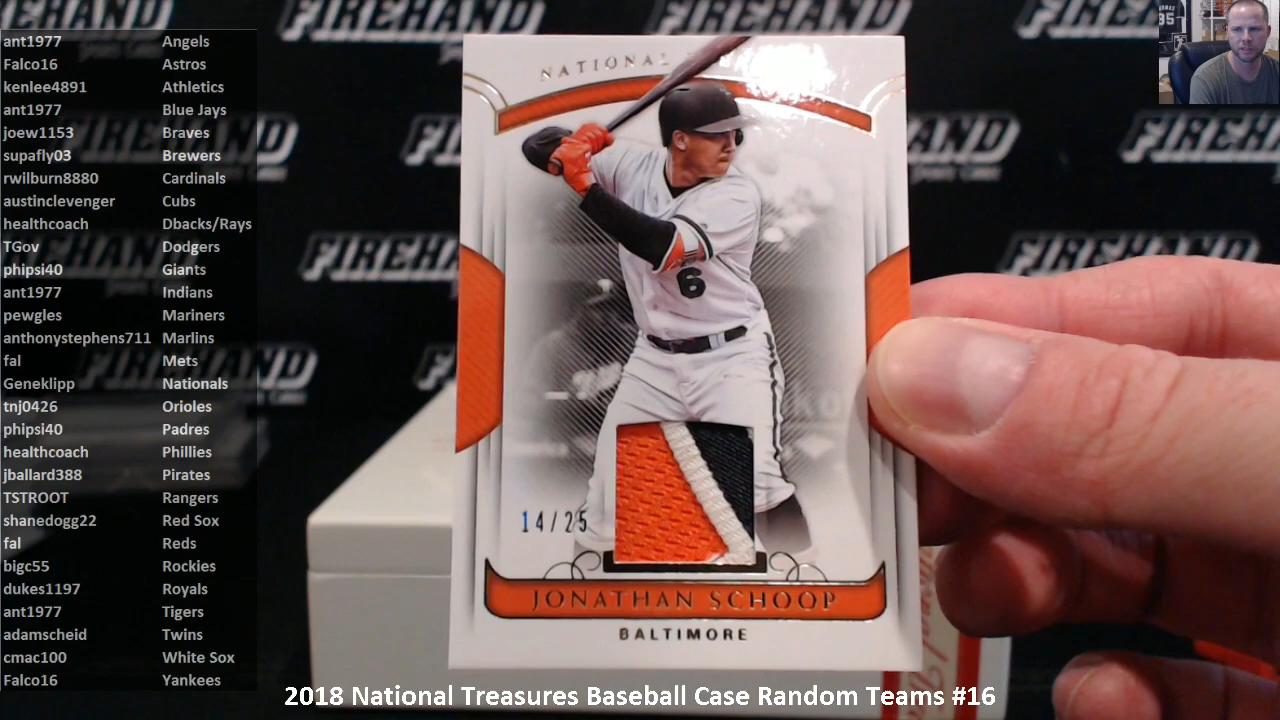 ant1977 Angels
Falco16 Astros
kenlee4891 Athletics
ant1977 Blue Jays
joew1153 Braves
supafly03 Brewers
rwilburn8880 Cardinals
austinclevenger Cubs
healthcoach Dbacks/Rays
TGov Dodgers
phipsi40 Giants
ant1977 Indians
pewgles Mariners
anthonystephens711 Marlins
fal Mets
Geneklipp Nationals
tnj0426 Orioles
phipsi40 Padres
healthcoach Phillies
jballard388 Pirates
TSTROOT Rangers
shanedogg22 Red Sox
fal Reds
bigc55 Rockies
dukes1197 Royals
ant1977 Tigers
adamscheid Twins
cmac100 White Sox
Falco16 Yankees
FIREHAND
FIREHAND
FIREHAND
FIREHAND
NATIONAL
6
14/25
JONATHAN SCHOOP
BALTIMORE
2018 National Treasures Baseball Case Random Teams #16